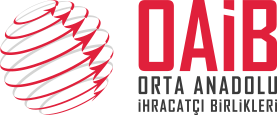 OAİB
ORTA ANADOLU
İHRACATÇI BİRLİKLERİ